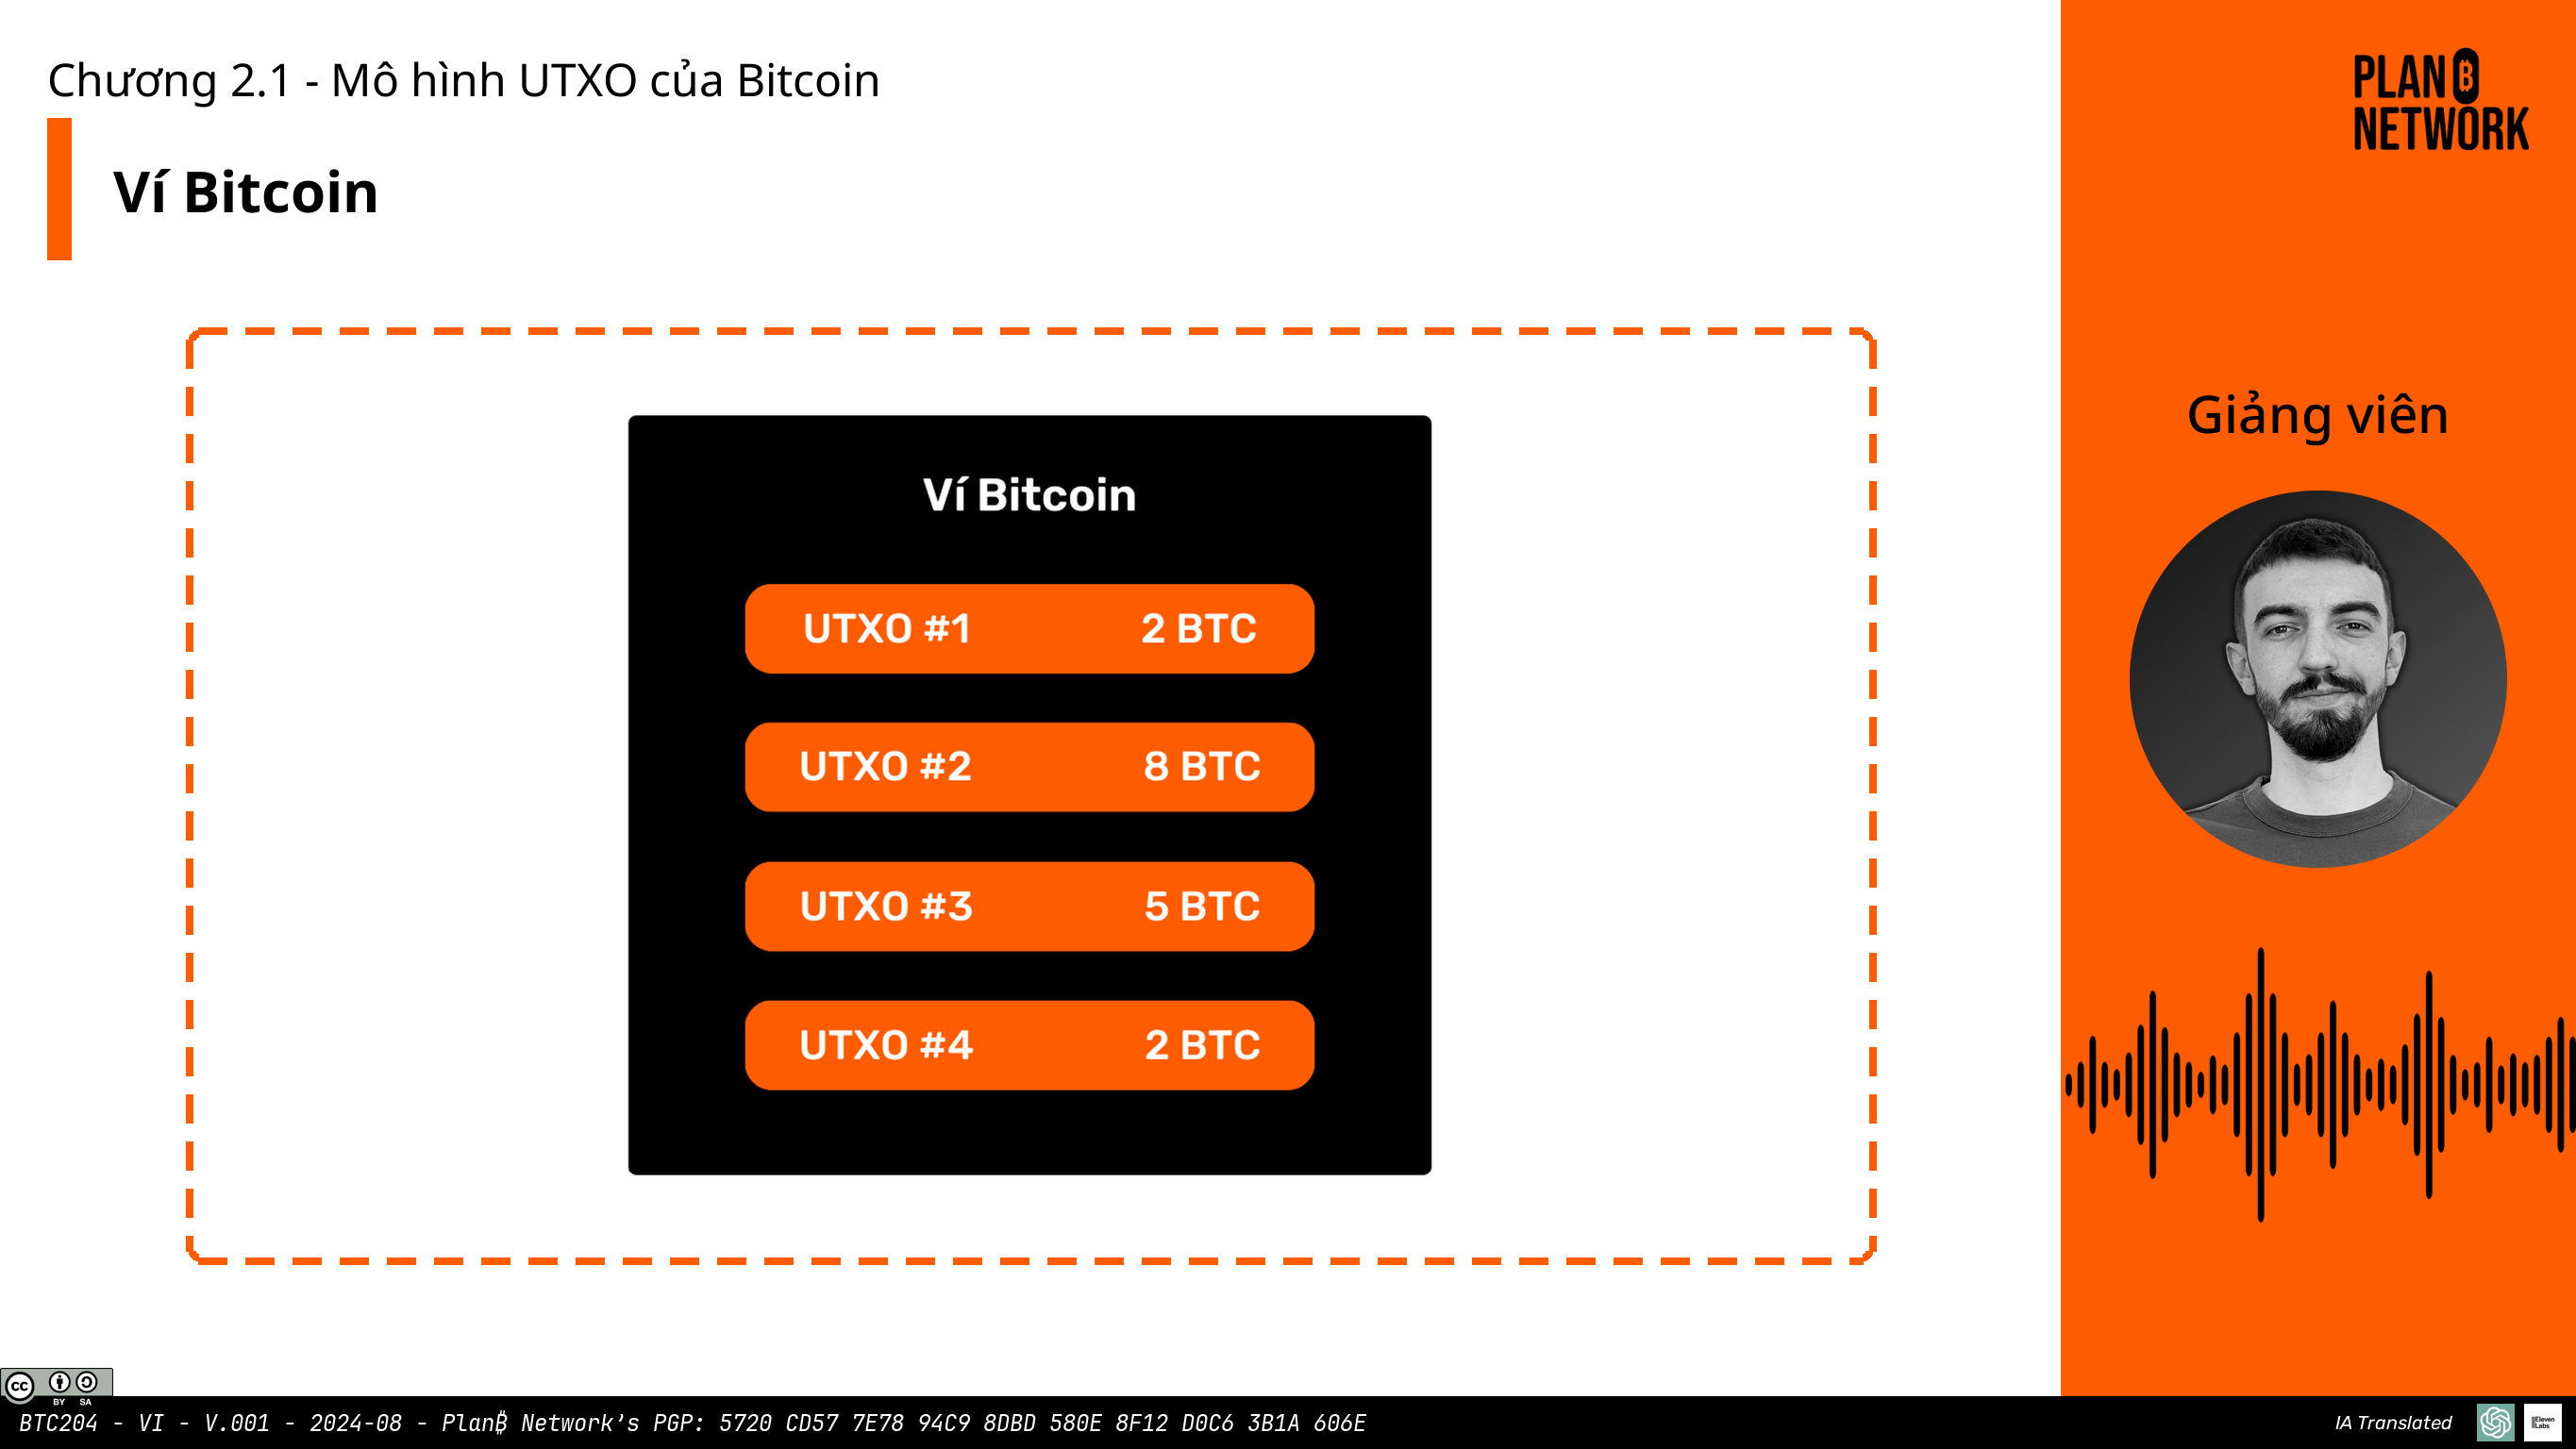 Chương 2.1 - Mô hình UTXO của Bitcoin
Ví Bitcoin
PLAN ₿
NETWORK
Giảng viên
Ví Bitcoin
UTXO #1 2 BTC
UTXO #2 8 BTC
UTXO #3 5 BTC
UTXO #4 2 BTC
cc BY SA
BTC204 - VI - V.001 - 2024-08 - Plan₿ Network’s PGP: 5720 CD57 7E78 94C9 8DBD 580E 8F12 D0C6 3B1A 606E
IA Translated
IIElevenLabs